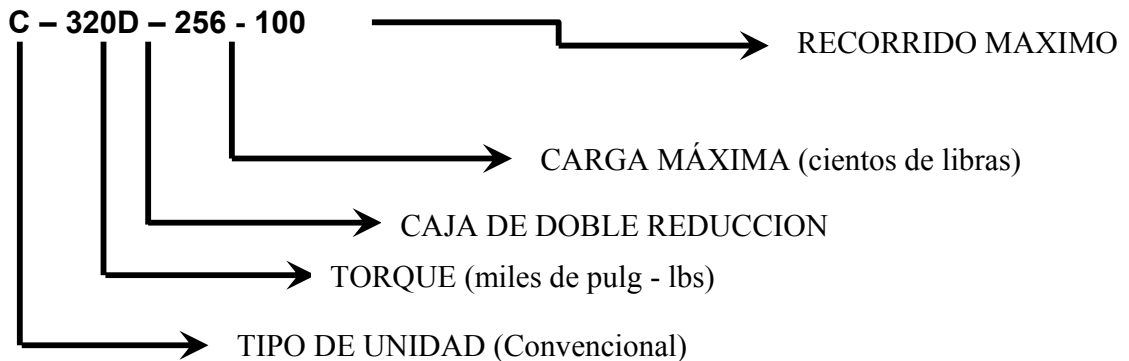 C – 320D – 256 - 100
RECORRIDO MAXIMO
CARGA MÁXIMA (cientos de libras)
CAJA DE DOBLE REDUCCION
TORQUE (miles de pulg - lbs)
TIPO DE UNIDAD (Convencional)